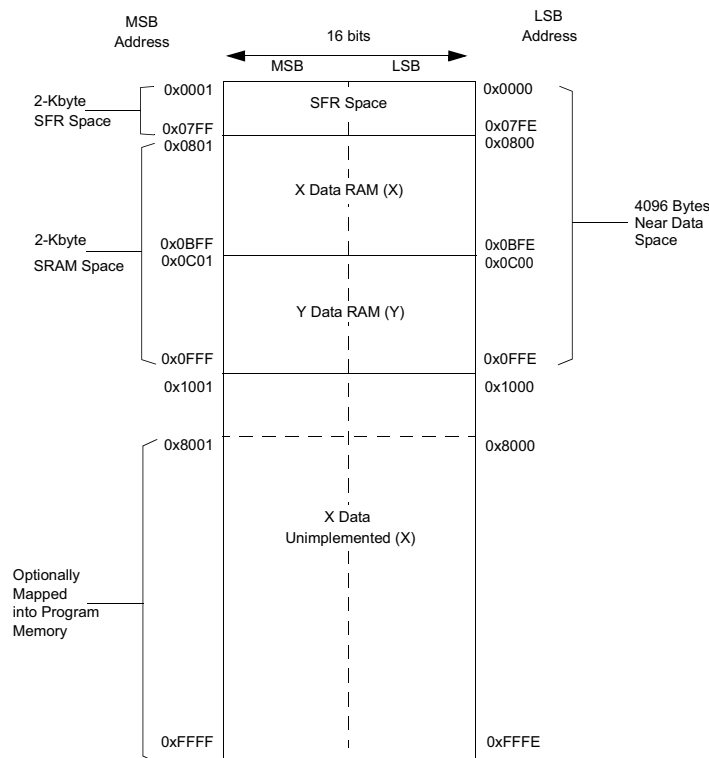 MSB
Address
16 bits
LSB
Address
MSB
LSB
2-Kbyte
SFR Space
0x0001
SFR Space
0x0000
0x07FF
0x07FE
0x0801
0x0800
X Data RAM (X)
2-Kbyte
SRAM Space
0x0BFF
0x0BFE
0x0C01
0x0C00
4096 Bytes
Near Data
Space
Y Data RAM (Y)
0x0FFF
0x0FFE
0x1001
0x1000
0x8001
0x8000
X Data
Unimplemented (X)
Optionally
Mapped
into Program
Memory
0xFFFF
0xFFFE